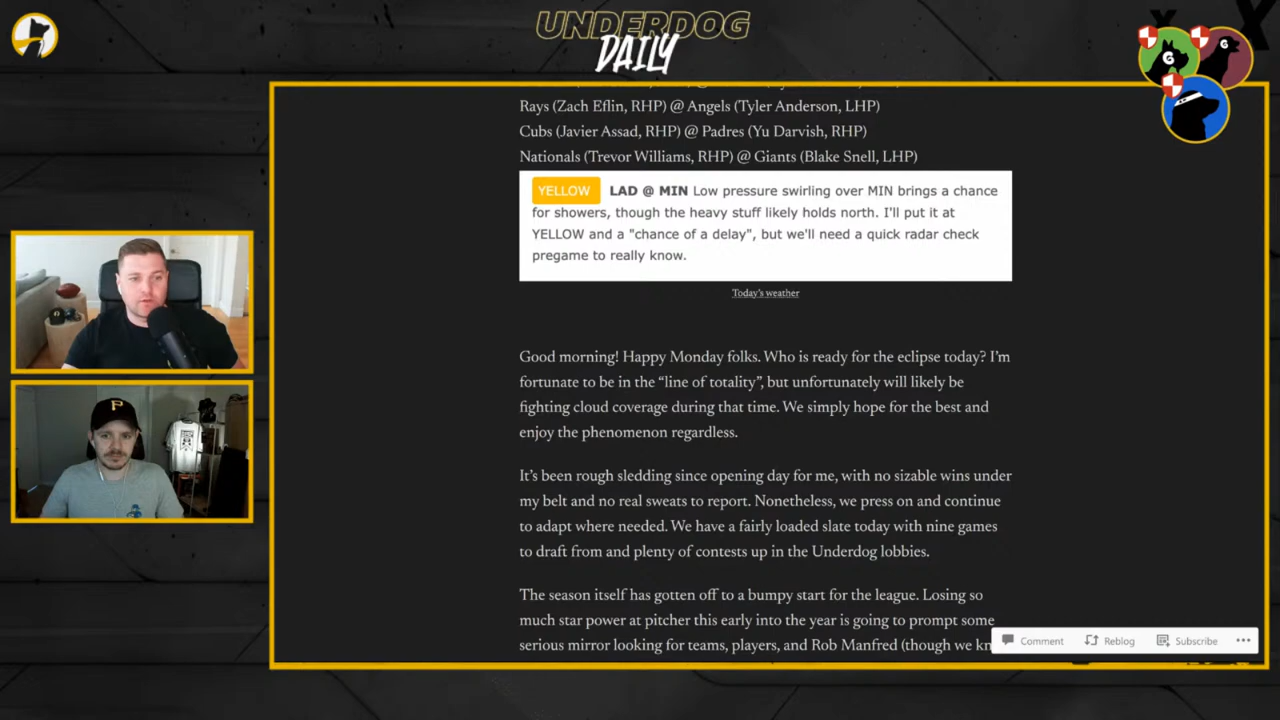 UNDERDOG
DAILY
Rays (Zach Eflin, RHP) @ Angels (Tyler Anderson, LHP)
Cubs (Javier Assad, RHP) @ Padres (Yu Darvish, RHP)
Nationals (Trevor Williams, RHP) @ Giants (Blake Snell, LHP)
YELLOW LAD @ MIN Low pressure swirling over MIN brings a chance
for showers, though the heavy stuff likely holds north. I'll put it at
YELLOW and a "chance of a delay", but we'll need a quick radar check
pregame to really know.
Today's weather
Good morning! Happy Monday folks. Who is ready for the eclipse today? I'm
fortunate to be in the “line of totality”, but unfortunately will likely be
fighting cloud coverage during that time. We simply hope for the best and
enjoy the phenomenon regardless.
It's been rough sledding since opening day for me, with no sizable wins under
my belt and no real sweats to report. Nonetheless, we press on and continue
to adapt where needed. We have a fairly loaded slate today with nine games
to draft from and plenty of contests up in the Underdog lobbies.
The season itself has gotten off to a bumpy start for the league. Losing so
much star power at pitcher this early into the year is going to prompt some
serious mirror looking for teams, players, and Rob Manfred (though we
Comment Reblog Subscribe
G
G
P